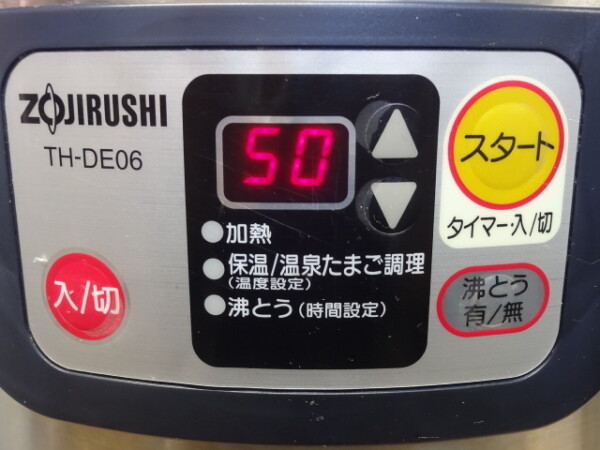 ZOJIRUSHI
TH-DE06
50
スタート
タイマー・入/切
加熱
保温/温泉たまご調理
(温度設定)
沸とう(時間設定)
入/切
沸とう
有/無